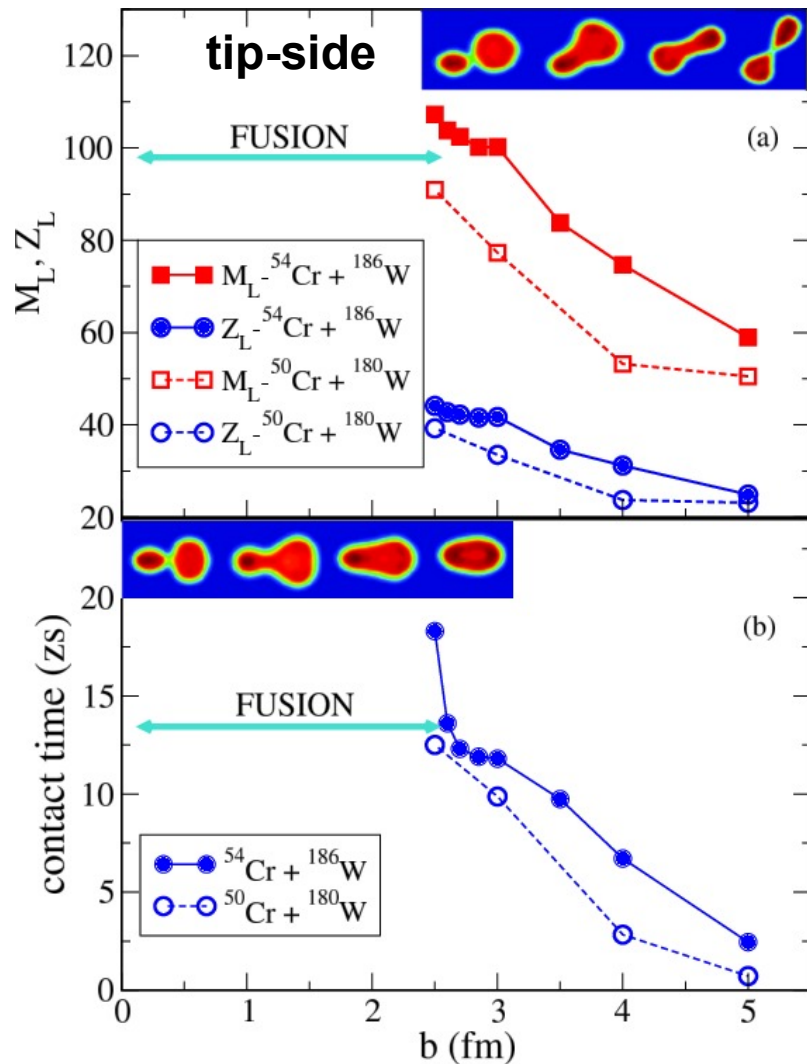 tip-side
(a)
FUSION
M_L, Z_L
130
120
100
80
60
40
20
M_L-⁵⁴Cr + ¹⁸⁶W
Z_L-⁵⁴Cr + ¹⁸⁶W
M_L-⁵⁰Cr + ¹⁸⁰W
Z_L-⁵⁰Cr + ¹⁸⁰W
(b)
FUSION
contact time (zs)
20
15
10
5
0
⁵⁴Cr + ¹⁸⁶W
⁵⁰Cr + ¹⁸⁰W
0 1 2 3 4 5
b (fm)